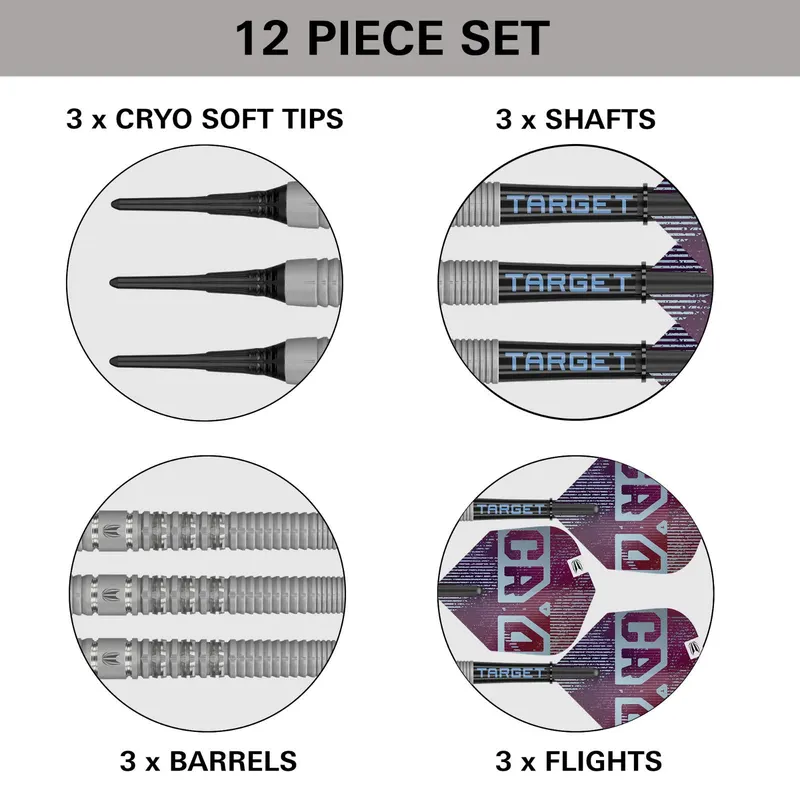 12 PIECE SET
3 x CRYO SOFT TIPS
3 x SHAFTS
TARGET
TARGET
TARGET
3 x BARRELS
TARGET
TARGET
3 x FLIGHTS